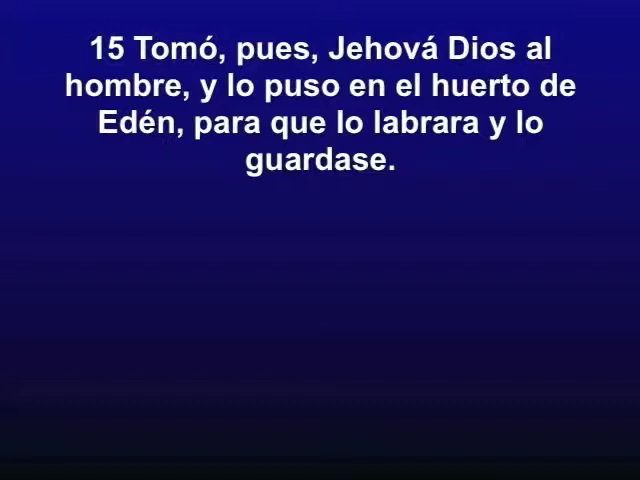 15 Tomó, pues, Jehová Dios al
hombre, y lo puso en el huerto de
Edén, para que lo labrara y lo
guardase.